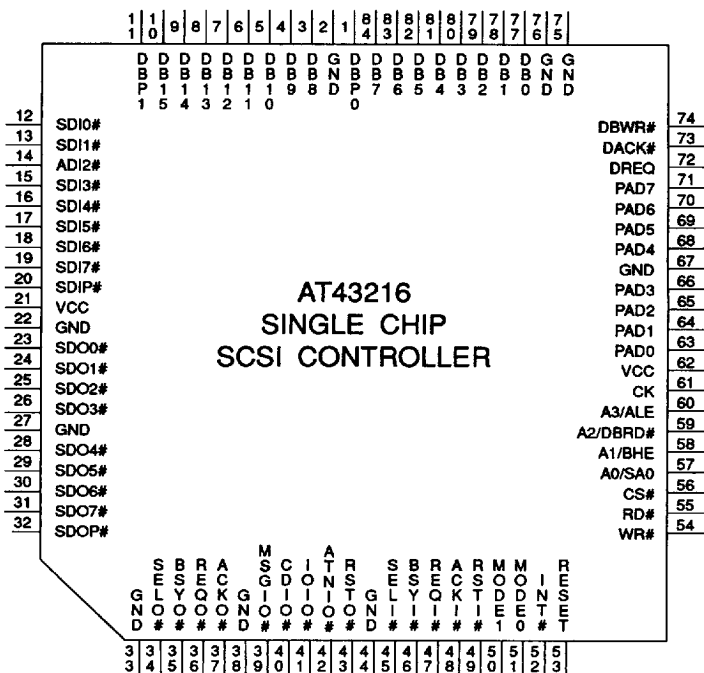 11 10 9 8 7 6 5 4 3 2 1 84 83 82 81 80 79 78 77 76 75
DBP1 DB15 DB14 DB13 DB12 DB11 DB10 DB9 DB8 GND DBP0 DB7 DB6 DB5 DB4 DB3 DB2 DB1 DB0 GND GND
12 SDI0#
13 SDI1#
14 ADI2#
15 SDI3#
16 SDI4#
17 SDI5#
18 SDI6#
19 SDI7#
20 SDIP#
21 VCC
22 GND
23 SDO0#
24 SDO1#
25 SDO2#
26 SDO3#
27 GND
28 SDO4#
29 SDO5#
30 SDO6#
31 SDO7#
32 SDOP#
AT43216
SINGLE CHIP
SCSI CONTROLLER
DBWR# 74
DACK# 73
DREQ 72
PAD7 71
PAD6 70
PAD5 69
PAD4 68
GND 67
PAD3 66
PAD2 65
PAD1 64
PAD0 63
VCC 62
CK 61
A3/ALE 60
A2/DBRD# 59
A1/BHE 58
A0/SA0 57
CS# 56
RD# 55
WR# 54
GND SELO# BSYO# REQO# ACKO# GND MSGIO# CDIO# IOIO# ATNIO# RSTO# GND SELI# BSYI# REQI# ACKI# RSTI# MODE1 MODE0 INT# RESET
33 34 35 36 37 38 39 40 41 42 43 44 45 46 47 48 49 50 51 52 53